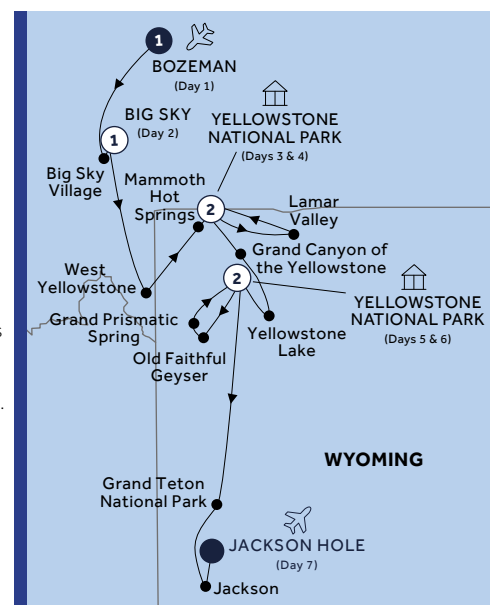 1
BOZEMAN
(Day 1)
BIG SKY
(Day 2)
1
Big Sky
Village
YELLOWSTONE
NATIONAL PARK
(Days 3 & 4)
Mammoth
Hot
Springs
2
Lamar
Valley
Grand Canyon of
the Yellowstone
West
Yellowstone
2
Grand Prismatic
Spring
Old Faithful
Geyser
Yellowstone
Lake
YELLOWSTONE
NATIONAL PARK
(Days 5 & 6)
s
.
WYOMING
Grand Teton
National Park
JACKSON HOLE
(Day 7)
Jackson